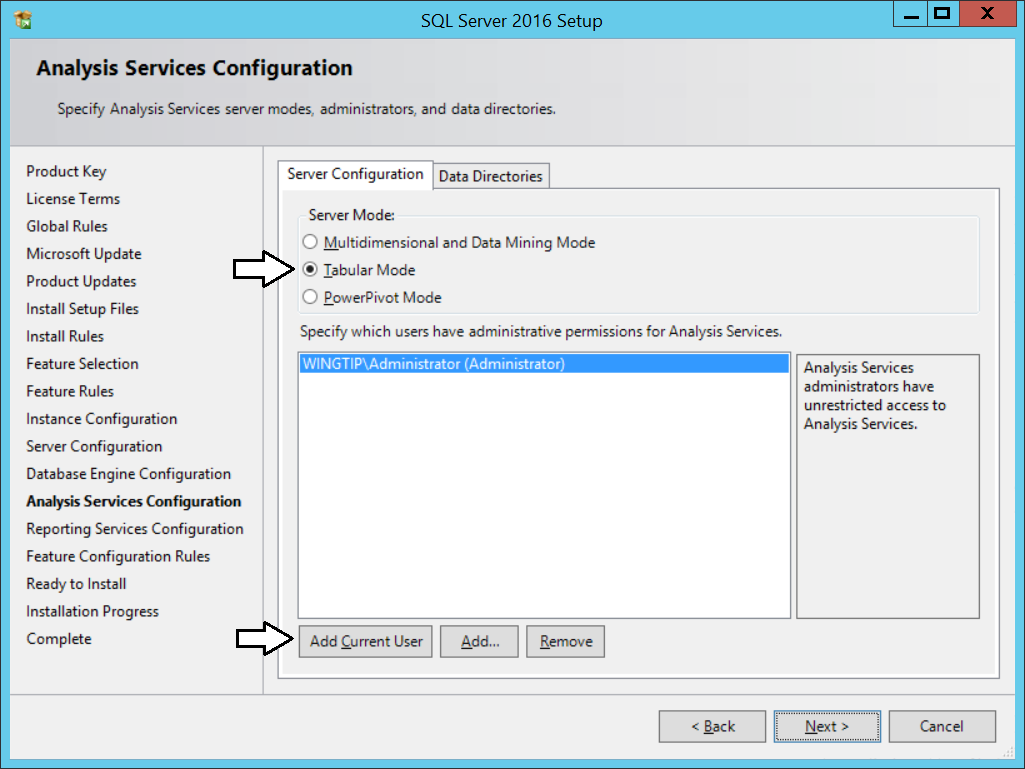 SQL Server 2016 Setup
Analysis Services Configuration
Specify Analysis Services server modes, administrators, and data directories.
Product Key
License Terms
Global Rules
Microsoft Update
Product Updates
Install Setup Files
Install Rules
Feature Selection
Feature Rules
Instance Configuration
Server Configuration
Database Engine Configuration
Analysis Services Configuration
Reporting Services Configuration
Feature Configuration Rules
Ready to Install
Installation Progress
Complete
Server Configuration
Data Directories
Server Mode:
Multidimensional and Data Mining Mode
Tabular Mode
PowerPivot Mode
Specify which users have administrative permissions for Analysis Services.
WINGTIP\Administrator (Administrator)
Analysis Services
administrators have
unrestricted access to
Analysis Services.
Add Current User
Add...
Remove
< Back
Next >
Cancel